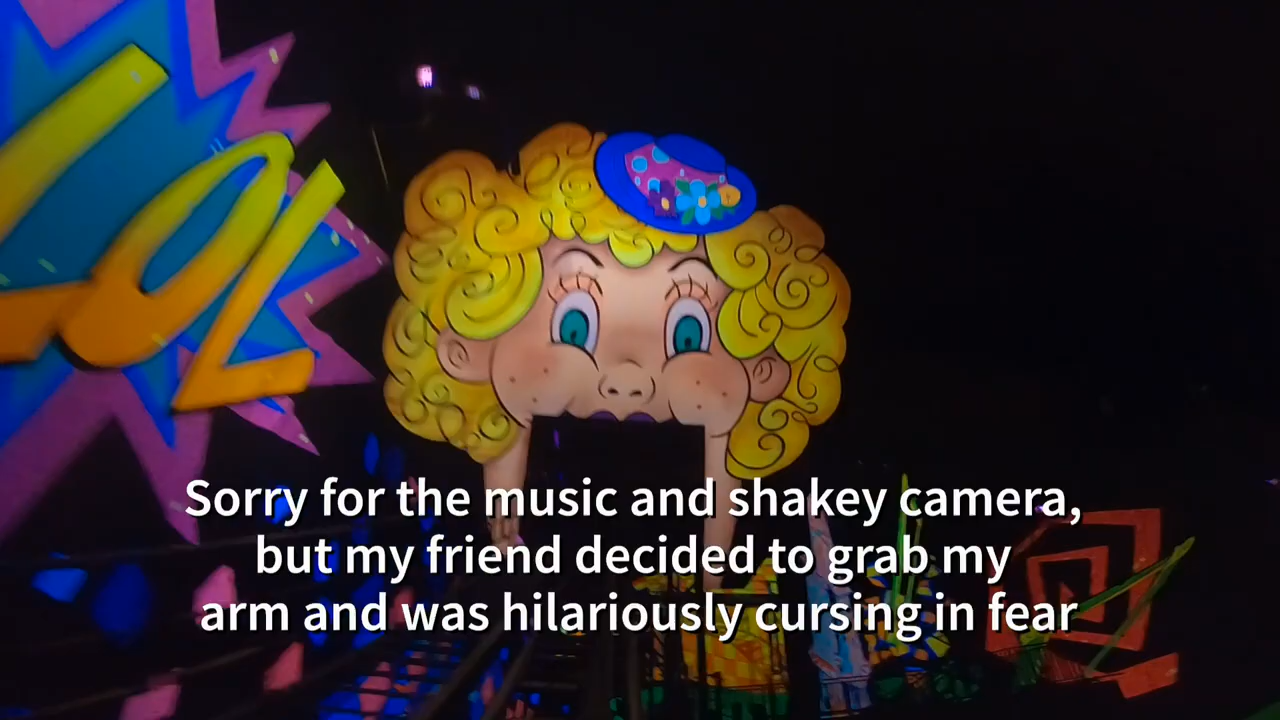 Sorry for the music and shakey camera,
but my friend decided to grab my
arm and was hilariously cursing in fear